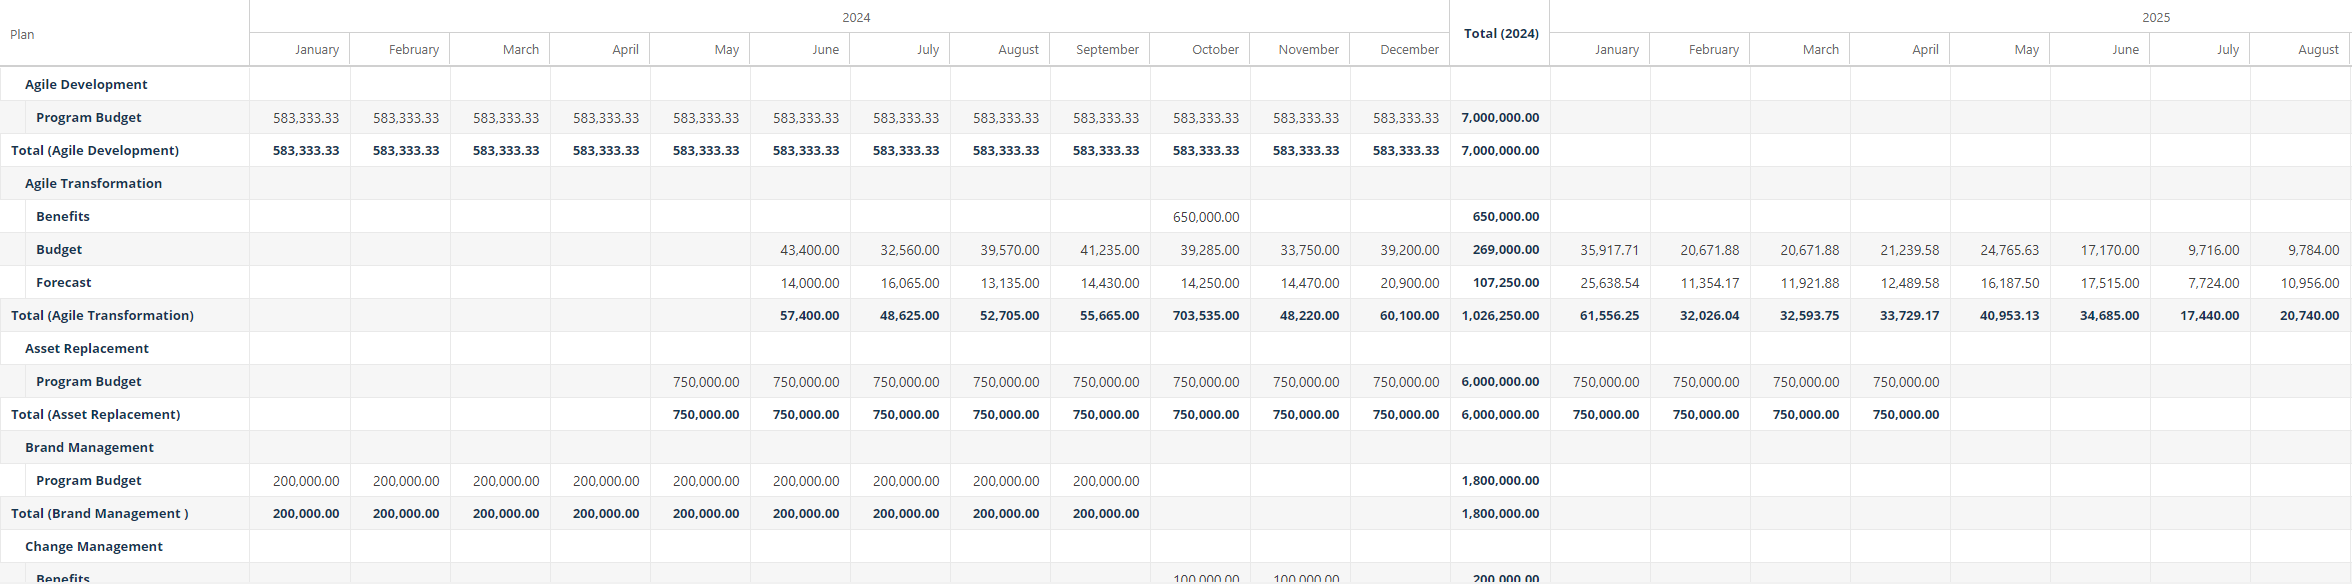 2024 2025
Plan Total (2024)
January February March April May June July August September October November December January February March April May June July August
Agile Development
Program Budget 583,333.33 583,333.33 583,333.33 583,333.33 583,333.33 583,333.33 583,333.33 583,333.33 583,333.33 583,333.33 583,333.33 583,333.33 7,000,000.00
Total (Agile Development) 583,333.33 583,333.33 583,333.33 583,333.33 583,333.33 583,333.33 583,333.33 583,333.33 583,333.33 583,333.33 583,333.33 583,333.33 7,000,000.00
Agile Transformation
Benefits 650,000.00 650,000.00
Budget 43,400.00 32,560.00 39,570.00 41,235.00 39,285.00 33,750.00 39,200.00 269,000.00 35,917.71 20,671.88 20,671.88 21,239.58 24,765.63 17,170.00 9,716.00 9,784.00
Forecast 14,000.00 16,065.00 13,135.00 14,430.00 14,250.00 14,470.00 20,900.00 107,250.00 25,638.54 11,354.17 11,921.88 12,489.58 16,187.50 17,515.00 7,724.00 10,956.00
Total (Agile Transformation) 57,400.00 48,625.00 52,705.00 55,665.00 703,535.00 48,220.00 60,100.00 1,026,250.00 61,556.25 32,026.04 32,593.75 33,729.17 40,953.13 34,685.00 17,440.00 20,740.00
Asset Replacement
Program Budget 750,000.00 750,000.00 750,000.00 750,000.00 750,000.00 750,000.00 750,000.00 750,000.00 6,000,000.00 750,000.00 750,000.00 750,000.00 750,000.00
Total (Asset Replacement) 750,000.00 750,000.00 750,000.00 750,000.00 750,000.00 750,000.00 750,000.00 750,000.00 6,000,000.00 750,000.00 750,000.00 750,000.00 750,000.00
Brand Management
Program Budget 200,000.00 200,000.00 200,000.00 200,000.00 200,000.00 200,000.00 200,000.00 200,000.00 200,000.00 1,800,000.00
Total (Brand Management ) 200,000.00 200,000.00 200,000.00 200,000.00 200,000.00 200,000.00 200,000.00 200,000.00 200,000.00 1,800,000.00
Change Management
Benefits 100,000.00 100,000.00 200,000.00